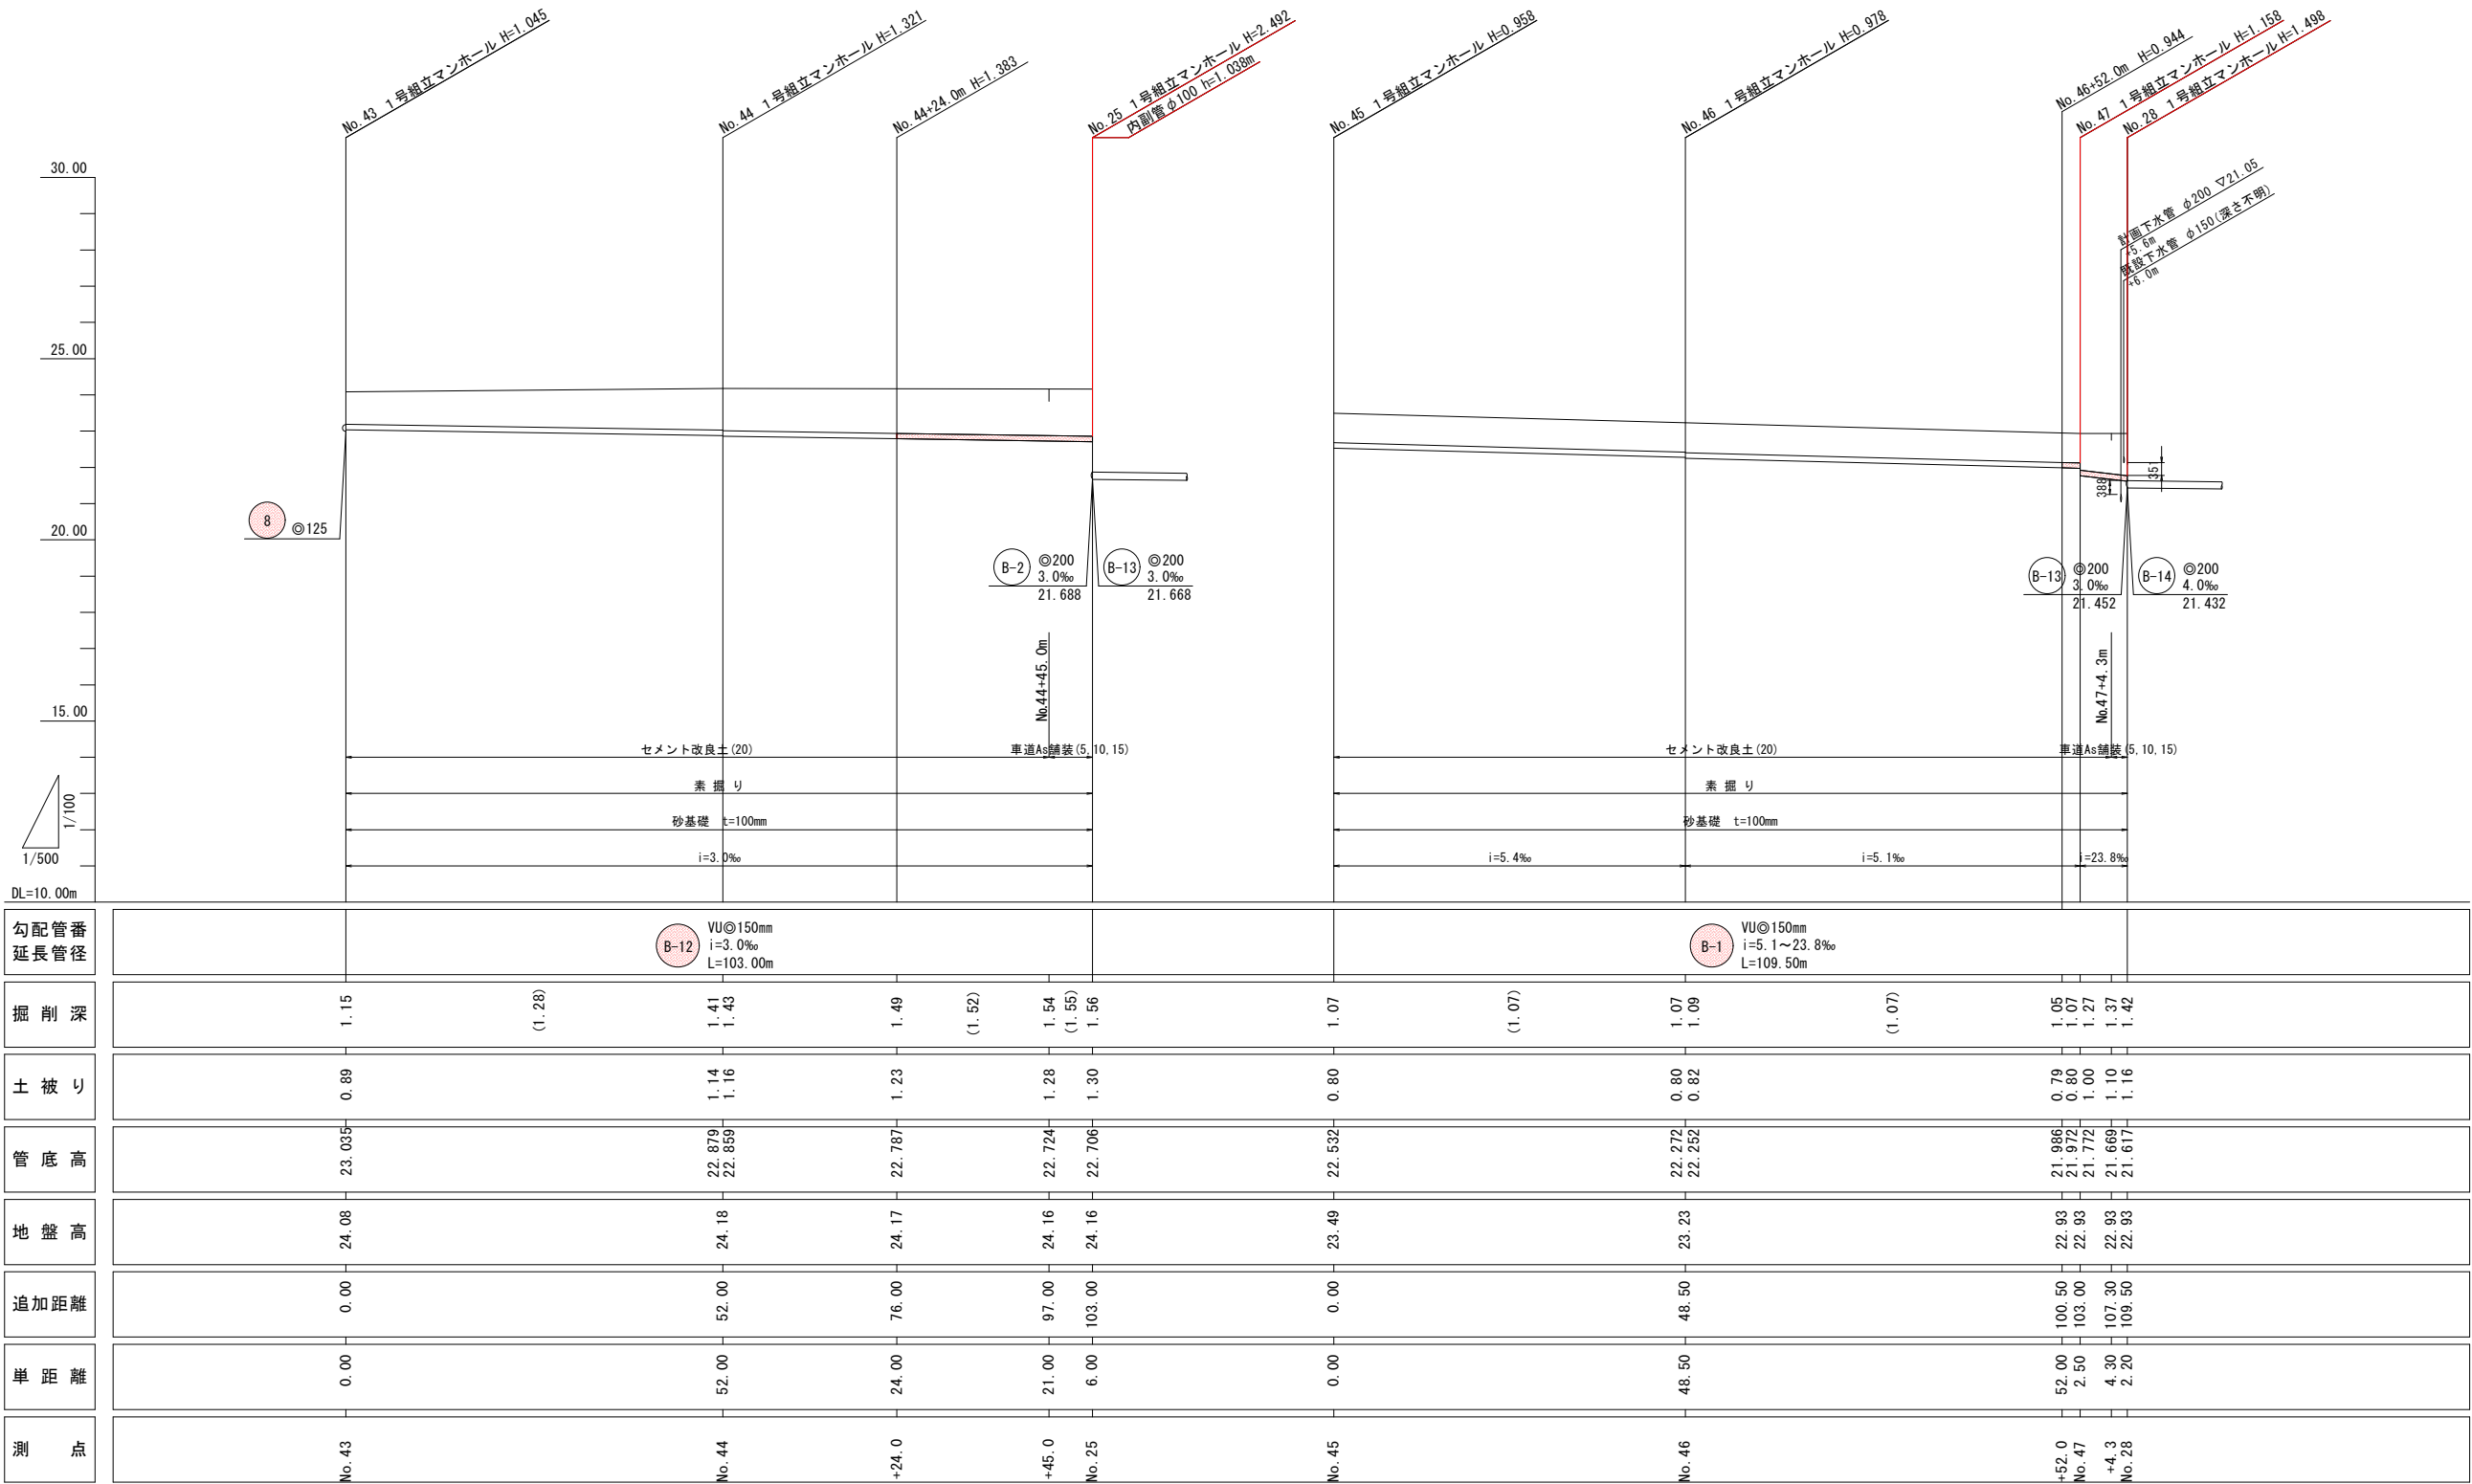 No.43 1号組立マンホール H=1.045
No.44 1号組立マンホール H=1.321
No.44+24.0m H=1.383
No.25 1号組立マンホール H=2.492
内副管φ100 h=1.038m
No.45 1号組立マンホール H=0.958
No.46 1号組立マンホール H=0.978
No.46+52.0m H=0.944
No.47 1号組立マンホール H=1.158
No.28 1号組立マンホール H=1.498
計画下水管 φ200 ▽21.05
+5.6m
既設下水管 φ150(深さ不明)
+6.0m
30.00
25.00
20.00
15.00
DL=10.00m
1/100
1/500
8 ◎125
B-2 ◎200
3.0‰
21.688
B-13 ◎200
3.0‰
21.668
351
388
B-13 ◎200
3.0‰
21.452
B-14 ◎200
4.0‰
21.432
No.44+45.0m
No.47+4.3m
セメント改良土(20) 車道As舗装(5,10,15) セメント改良土(20) 車道As舗装(5,10,15)
素 掘 り 素 掘 り
砂基礎 t=100mm 砂基礎 t=100mm
i=3.0‰ i=5.4‰ i=5.1‰ i=23.8‰
勾配管番
延長管径
B-12 VU◎150mm
i=3.0‰
L=103.00m
B-1 VU◎150mm
i=5.1～23.8‰
L=109.50m
掘 削 深 1.15 (1.28) 1.41 1.43 1.49 (1.52) 1.54 (1.55) 1.56 1.07 (1.07) 1.07 1.09 (1.07) 1.05 1.07 1.27 1.37 1.42
土 被 り 0.89 1.14 1.16 1.23 1.28 1.30 0.80 0.80 0.82 0.79 0.80 1.00 1.10 1.16
管 底 高 23.035 22.879 22.859 22.787 22.724 22.706 22.532 22.272 22.252 21.986 21.972 21.772 21.669 21.617
地 盤 高 24.08 24.18 24.17 24.16 24.16 23.49 23.23 22.93 22.93 22.93 22.93
追加距離 0.00 52.00 76.00 97.00 103.00 0.00 48.50 100.50 103.00 107.30 109.50
単 距 離 0.00 52.00 24.00 21.00 6.00 0.00 48.50 52.00 2.50 4.30 2.20
測 点 No.43 No.44 +24.0 +45.0 No.25 No.45 No.46 +52.0 No.47 +4.3 No.28